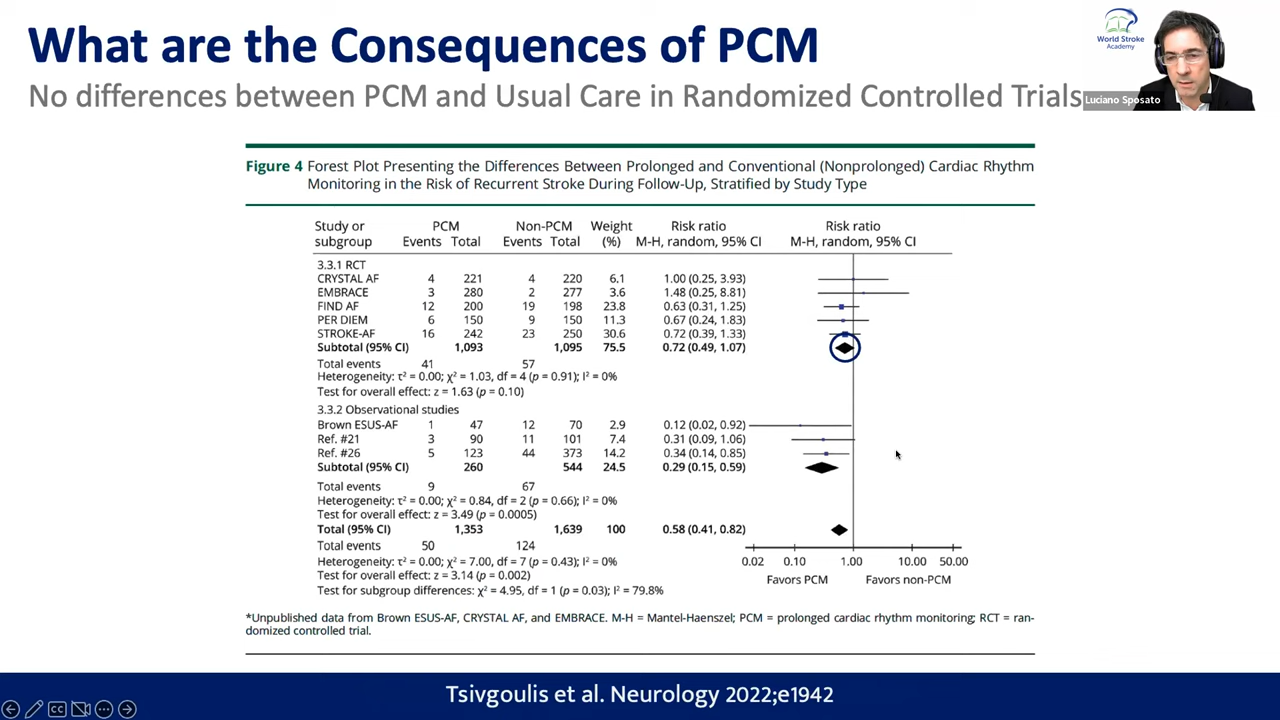 What are the Consequences of PCM
World Stroke
Academy
No differences between PCM and Usual Care in Randomized Controlled Trials
Luciano Sposato
Figure 4 Forest Plot Presenting the Differences Between Prolonged and Conventional (Nonprolonged) Cardiac Rhythm
Monitoring in the Risk of Recurrent Stroke During Follow-Up, Stratified by Study Type
Study or PCM Non-PCM Weight Risk ratio Risk ratio
subgroup Events Total Events Total (%) M-H, random, 95% CI M-H, random, 95% CI
3.3.1 RCT
CRYSTAL AF 4 221 4 220 6.1 1.00 (0.25, 3.93)
EMBRACE 3 280 2 277 3.6 1.48 (0.25, 8.81)
FIND AF 12 200 19 198 23.8 0.63 (0.31, 1.25)
PER DIEM 6 150 9 150 11.3 0.67 (0.24, 1.83)
STROKE-AF 16 242 23 250 30.6 0.72 (0.39, 1.33)
Subtotal (95% CI) 1,093 1,095 75.5 0.72 (0.49, 1.07)
Total events 41 57
Heterogeneity: τ² = 0.00; χ² = 1.03, df = 4 (p = 0.91); I² = 0%
Test for overall effect: z = 1.63 (p = 0.10)
3.3.2 Observational studies
Brown ESUS-AF 1 47 12 70 2.9 0.12 (0.02, 0.92)
Ref. #21 3 90 11 101 7.4 0.31 (0.09, 1.06)
Ref. #26 5 123 44 373 14.2 0.34 (0.14, 0.85)
Subtotal (95% CI) 260 544 24.5 0.29 (0.15, 0.59)
Total events 9 67
Heterogeneity: τ² = 0.00; χ² = 0.84, df = 2 (p = 0.66); I² = 0%
Test for overall effect: z = 3.49 (p = 0.0005)
Total (95% CI) 1,353 1,639 100 0.58 (0.41, 0.82)
Total events 50 124
Heterogeneity: τ² = 0.00; χ² = 7.00, df = 7 (p = 0.43); I² = 0%
0.02 0.10 1.00 10.00 50.00
Test for overall effect: z = 3.14 (p = 0.002)
Favors PCM Favors non-PCM
Test for subgroup differences: χ² = 4.95, df = 1 (p = 0.03); I² = 79.8%
*Unpublished data from Brown ESUS-AF, CRYSTAL AF, and EMBRACE. M-H = Mantel-Haenszel; PCM = prolonged cardiac rhythm monitoring; RCT = ran-
domized controlled trial.
Tsivgoulis et al. Neurology 2022;e1942
CC